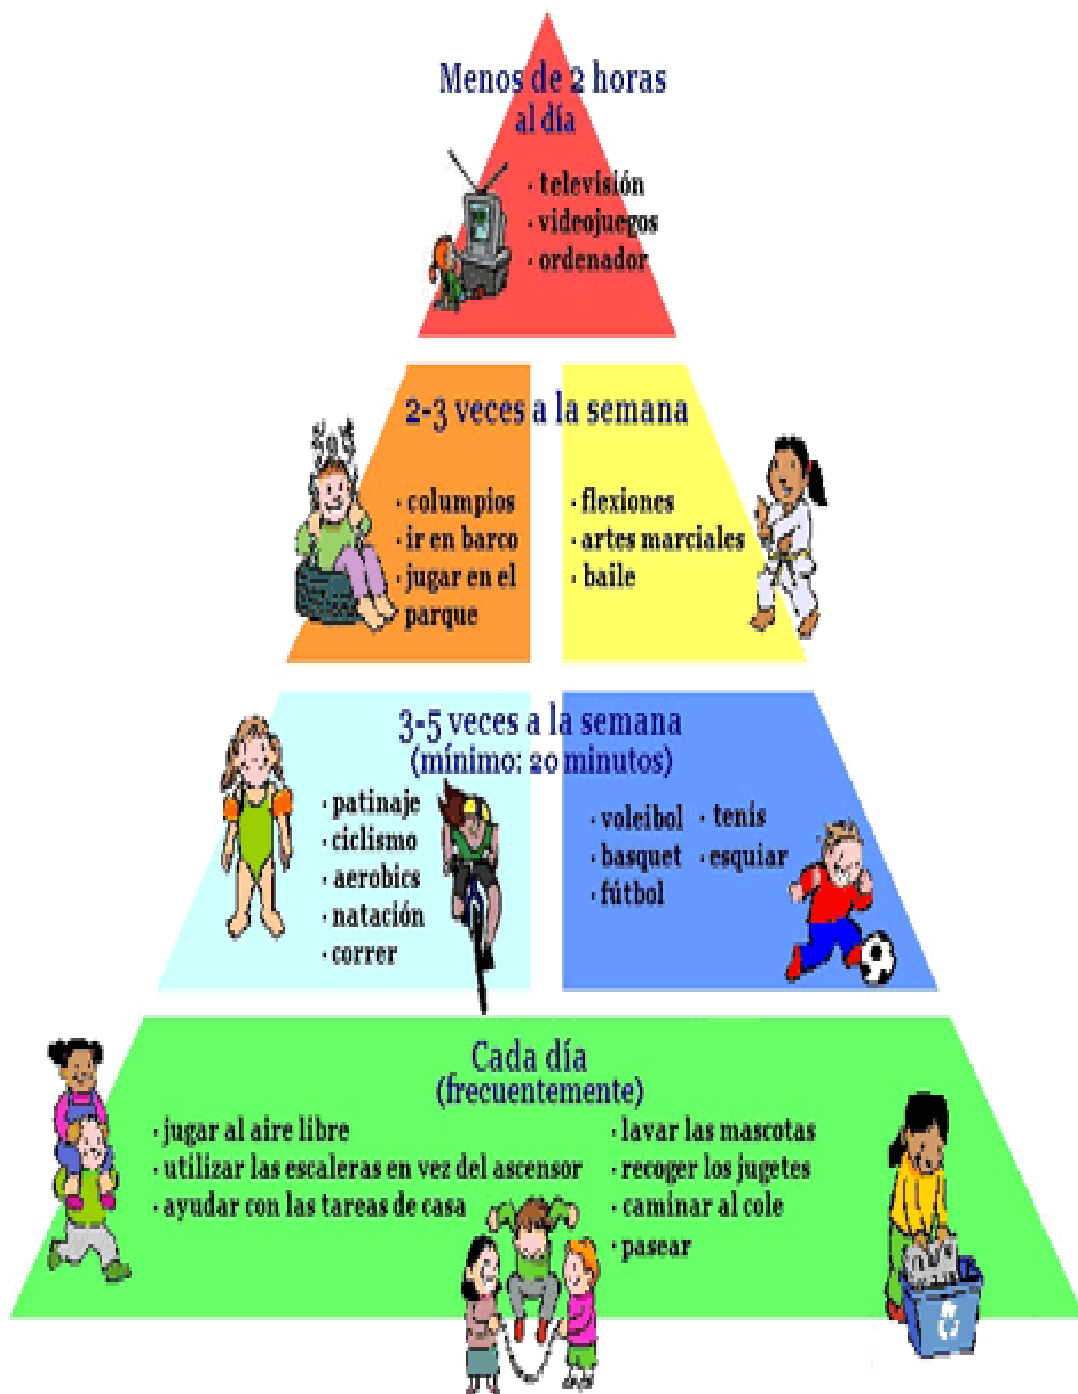 Menos de 2 horas
al día
· televisión
· videojuegos
· ordenador
2-3 veces a la semana
· columpios
· ir en barco
· jugar en el
parque
· flexiones
· artes marciales
· baile
3-5 veces a la semana
(mínimo: 20 minutos)
· patinaje
· ciclismo
· aerobics
· natación
· correr
· voleibol · tenis
· basquet · esquiar
· fútbol
Cada día
(frecuentemente)
· jugar al aire libre
· utilizar las escaleras en vez del ascensor
· ayudar con las tareas de casa
· lavar las mascotas
· recoger los jugetes
· caminar al cole
· pasear